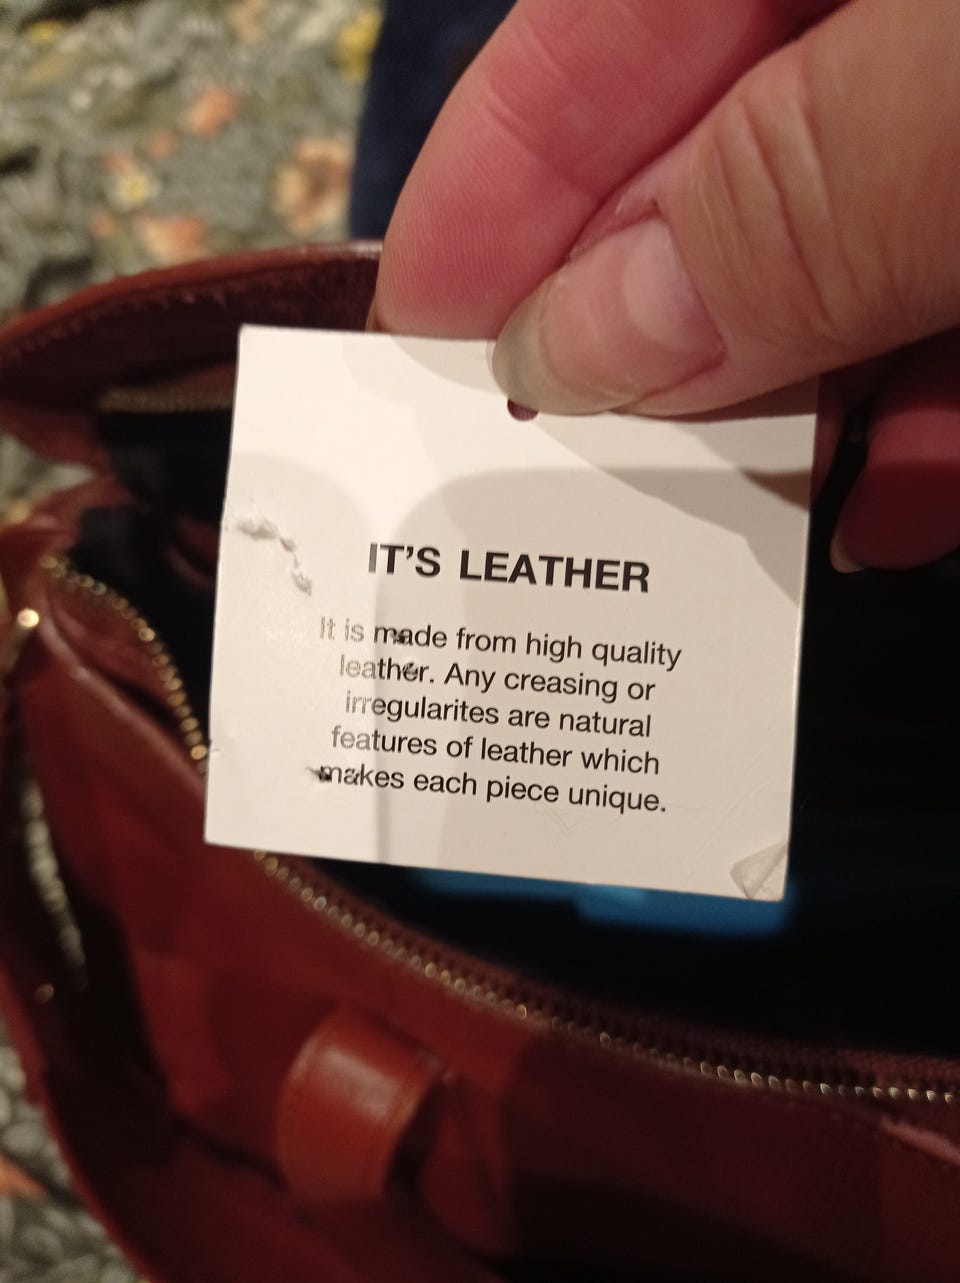 IT'S LEATHER
It is made from high quality
leather. Any creasing or
irregularites are natural
features of leather which
makes each piece unique.